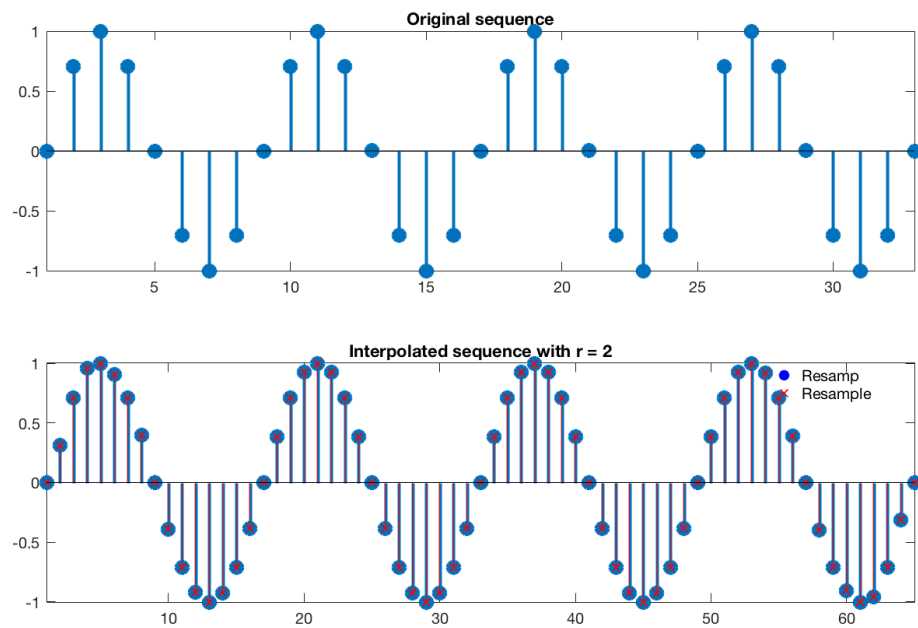 Original sequence
1
0.5
0
-0.5
-1
5 10 15 20 25 30
Interpolated sequence with r = 2
1
0.5
0
-0.5
-1
Resamp
Resample
10 20 30 40 50 60